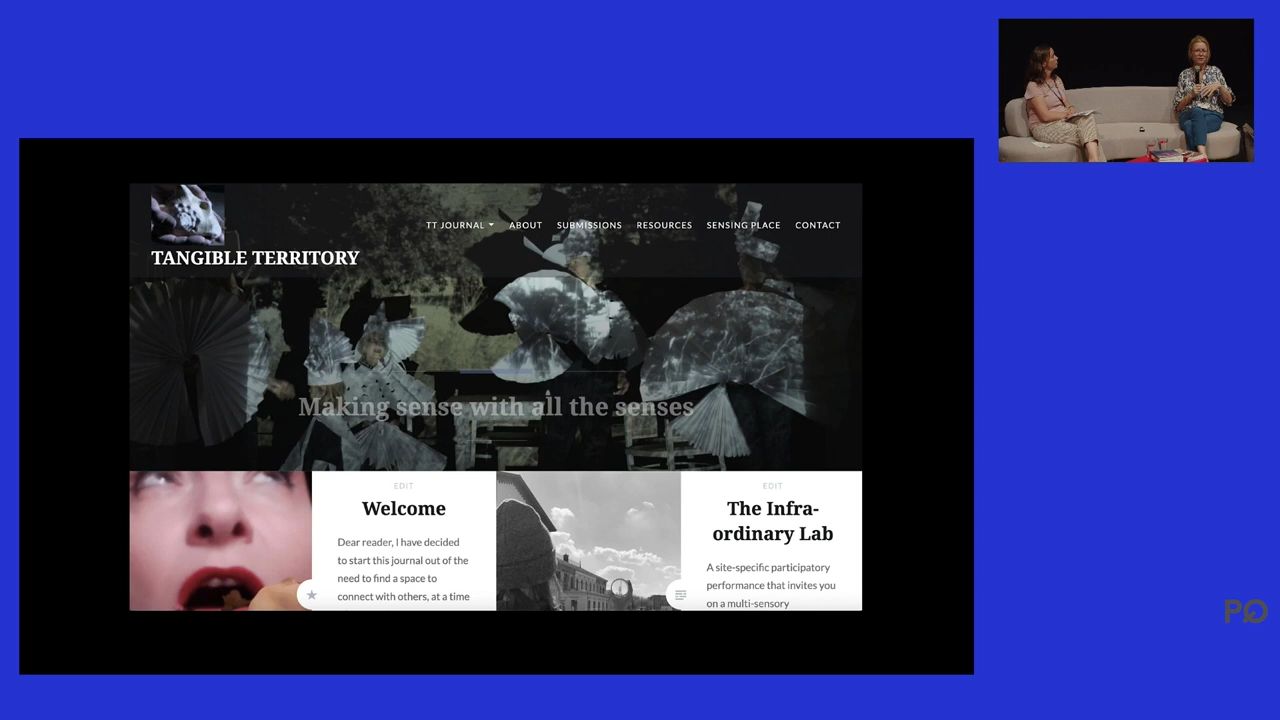 TT JOURNAL
ABOUT
SUBMISSIONS
RESOURCES
SENSING PLACE
CONTACT
TANGIBLE TERRITORY
Making sense with all the senses
EDIT
Welcome
Dear reader, I have decided
to start this journal out of the
need to find a space to
connect with others, at a time
EDIT
The Infra-
ordinary Lab
A site-specific participatory
performance that invites you
on a multi-sensory
PQ